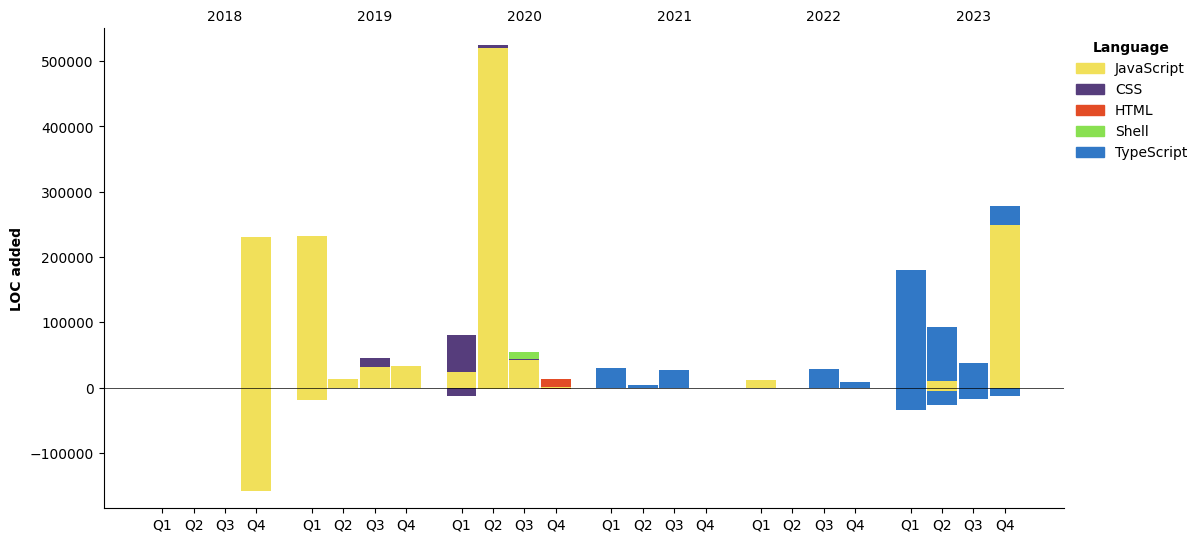 2018 2019 2020 2021 2022 2023
Language
JavaScript
CSS
HTML
Shell
TypeScript
LOC added
500000
400000
300000
200000
100000
0
−100000
Q1 Q2 Q3 Q4 Q1 Q2 Q3 Q4 Q1 Q2 Q3 Q4 Q1 Q2 Q3 Q4 Q1 Q2 Q3 Q4 Q1 Q2 Q3 Q4